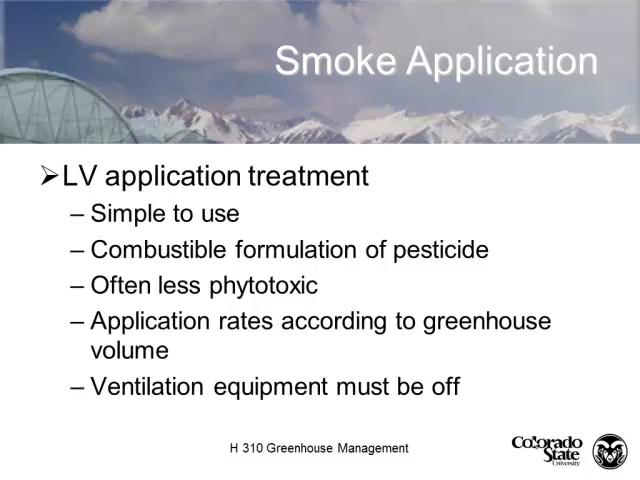 Smoke Application
➢LV application treatment
– Simple to use
– Combustible formulation of pesticide
– Often less phytotoxic
– Application rates according to greenhouse
volume
– Ventilation equipment must be off
H 310 Greenhouse Management
Colorado
State
University